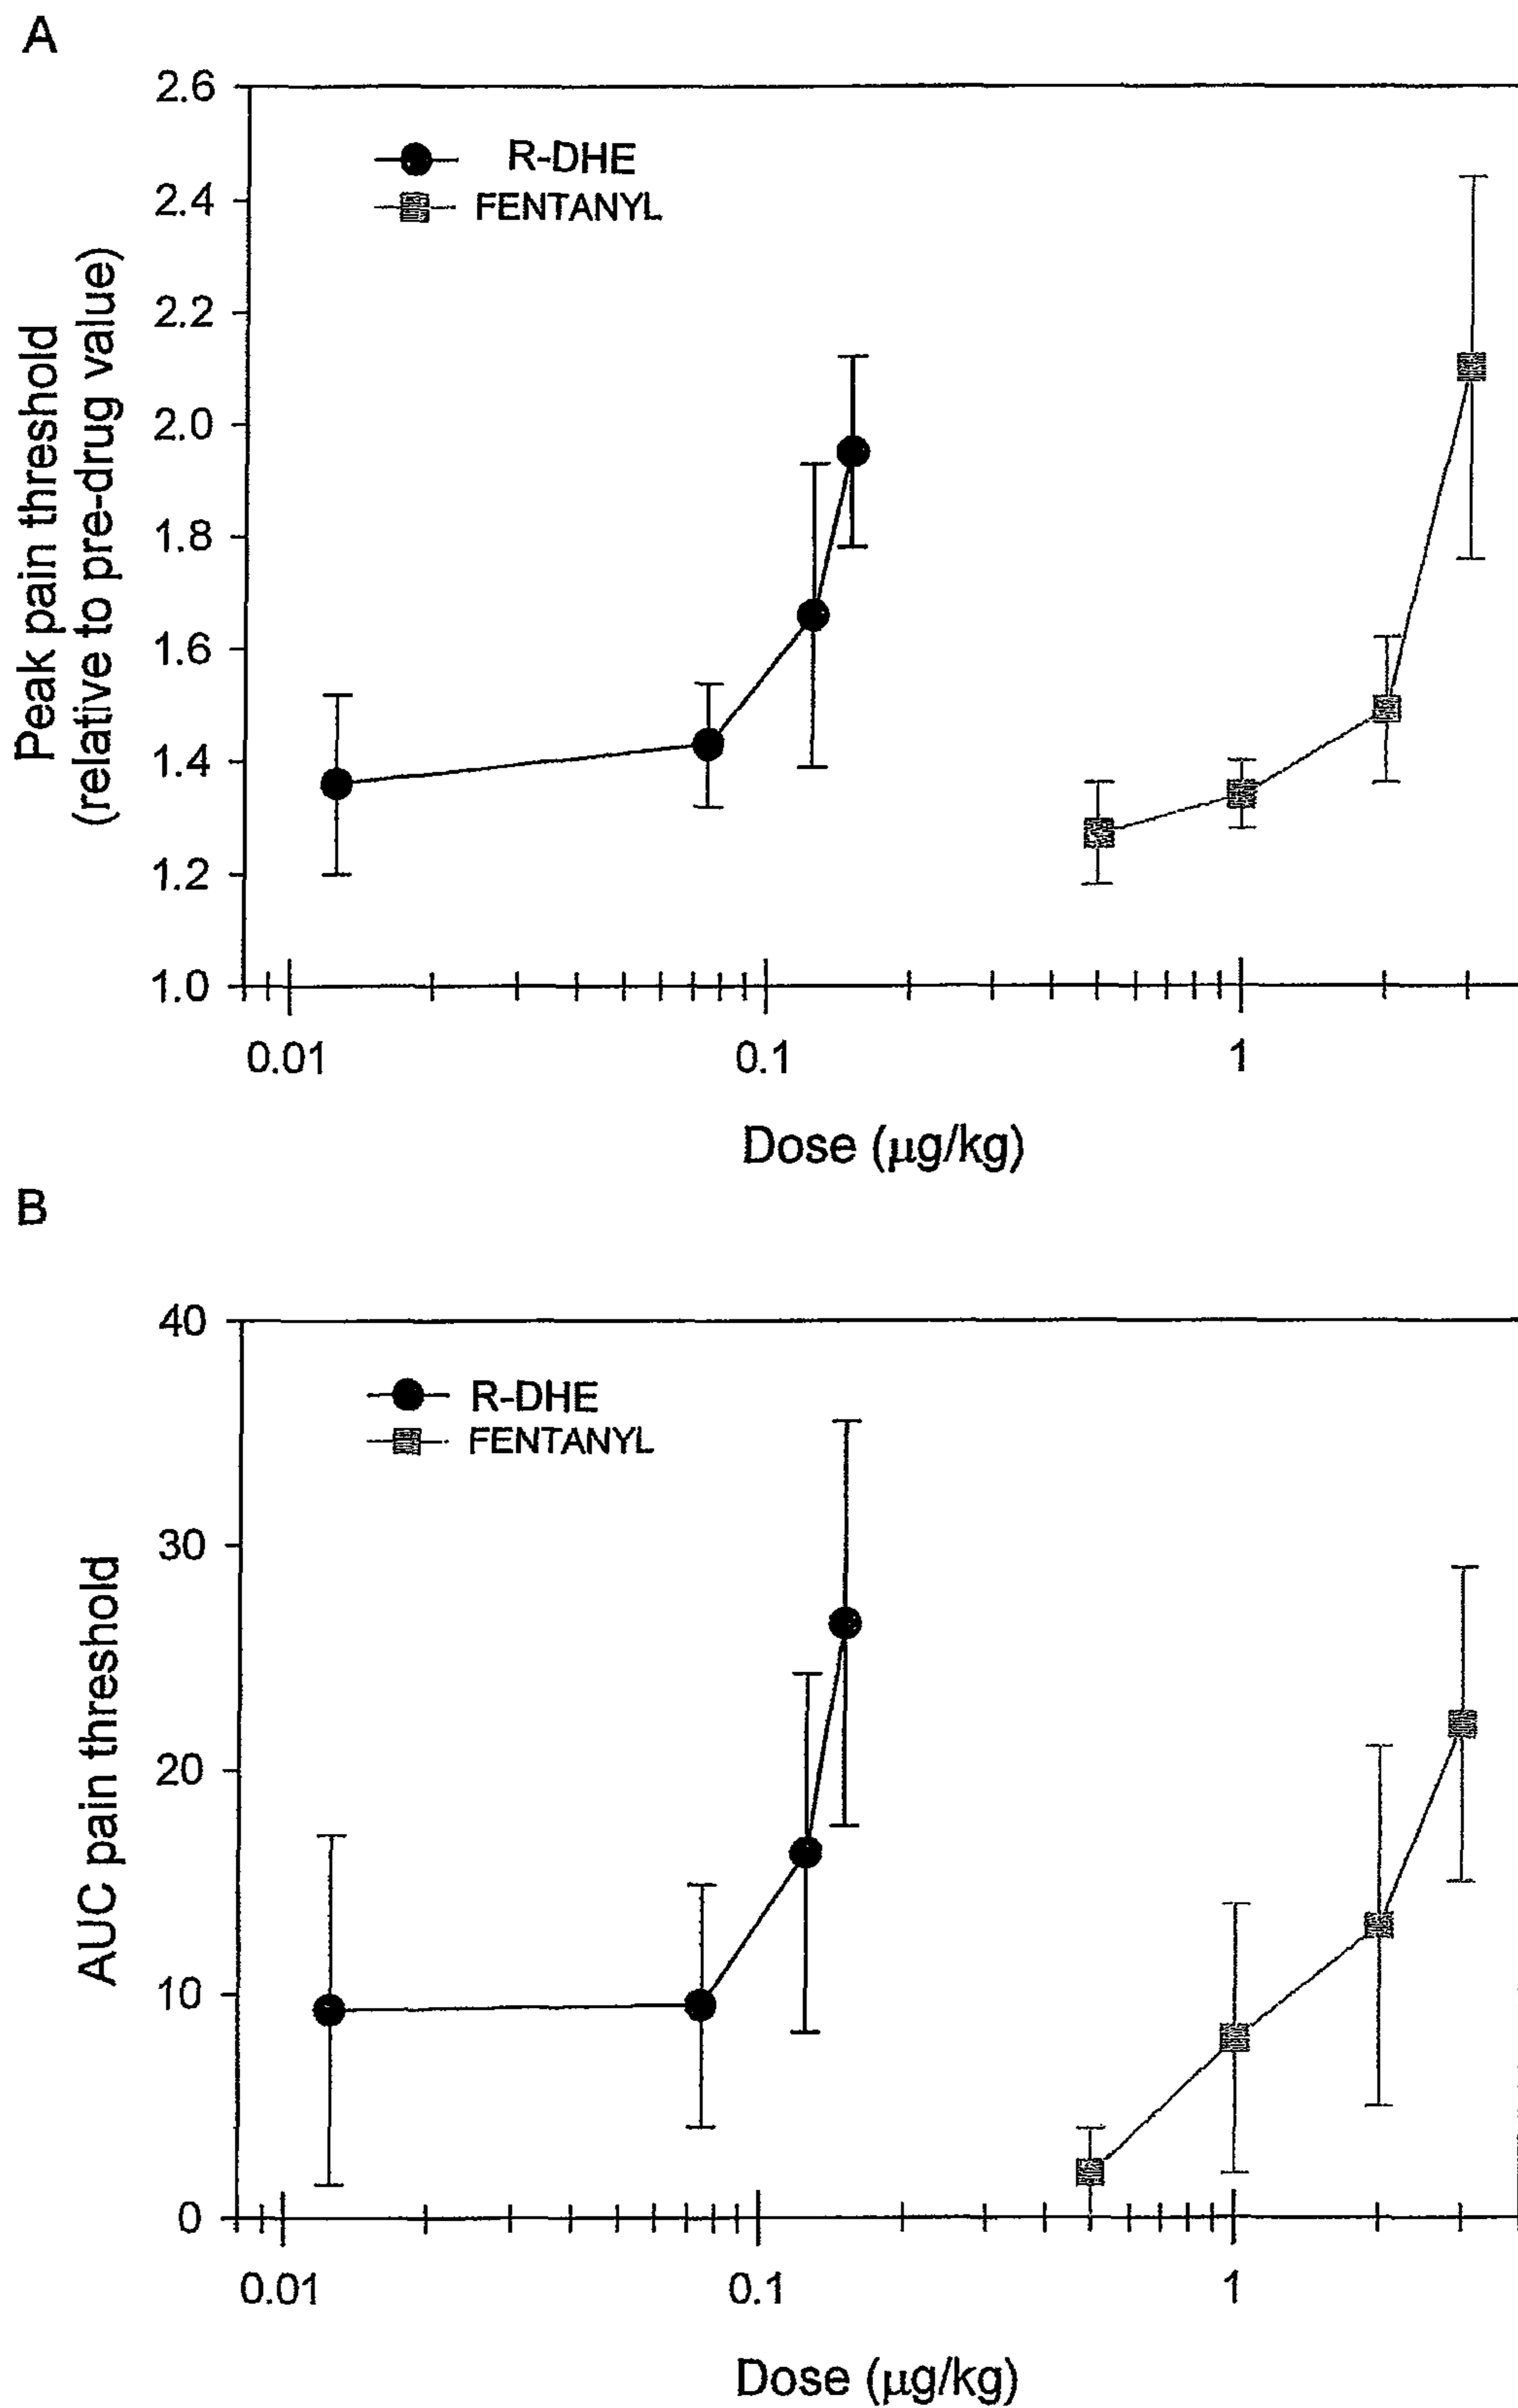 A
2.6
R-DHE
2.4
FENTANYL
2.2
2.0
1.8
1.6
1.4
1.2
1.0
Peak pain threshold
(relative to pre-drug value)
0.01 0.1 1
Dose (μg/kg)
B
40
R-DHE
FENTANYL
30
20
10
0
AUC pain threshold
0.01 0.1 1
Dose (μg/kg)